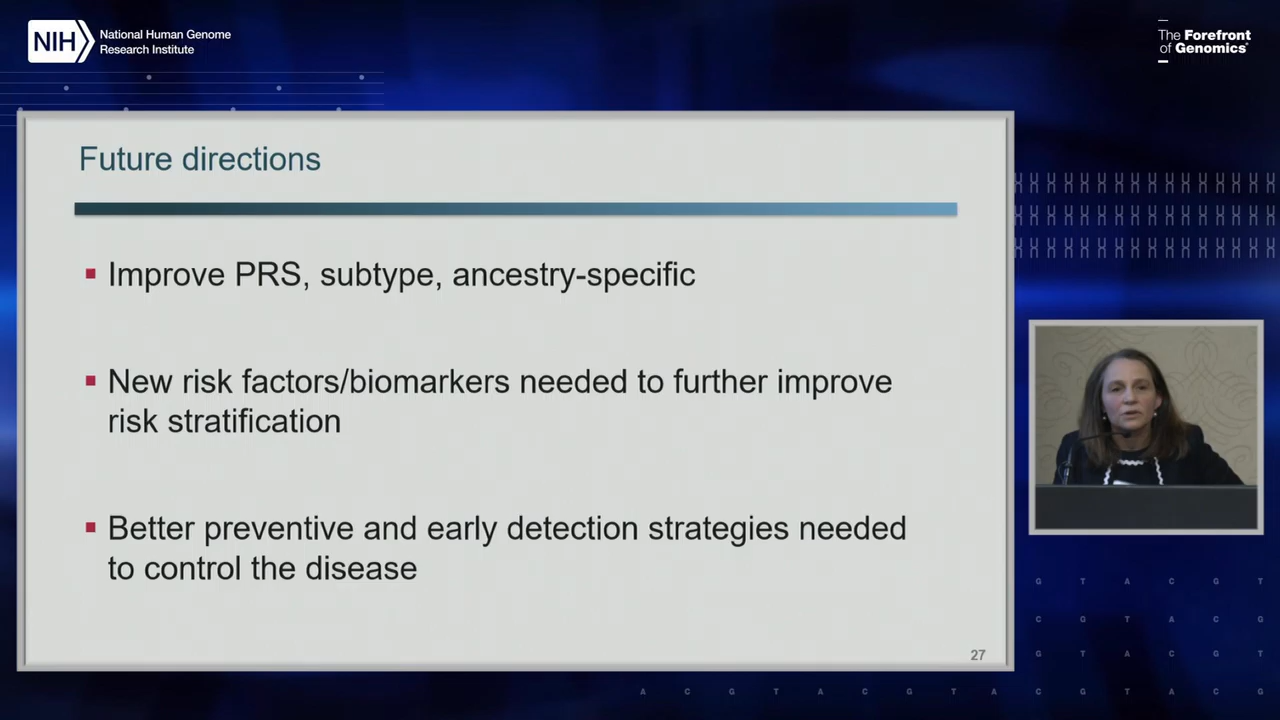 NIH
National Human Genome
Research Institute
The Forefront
of Genomics®
Future directions
Improve PRS, subtype, ancestry-specific
New risk factors/biomarkers needed to further improve
risk stratification
Better preventive and early detection strategies needed
to control the disease
27
G T A C G T
C G T A C G
G T A C G T
A C G T A C G T A C G T A C G